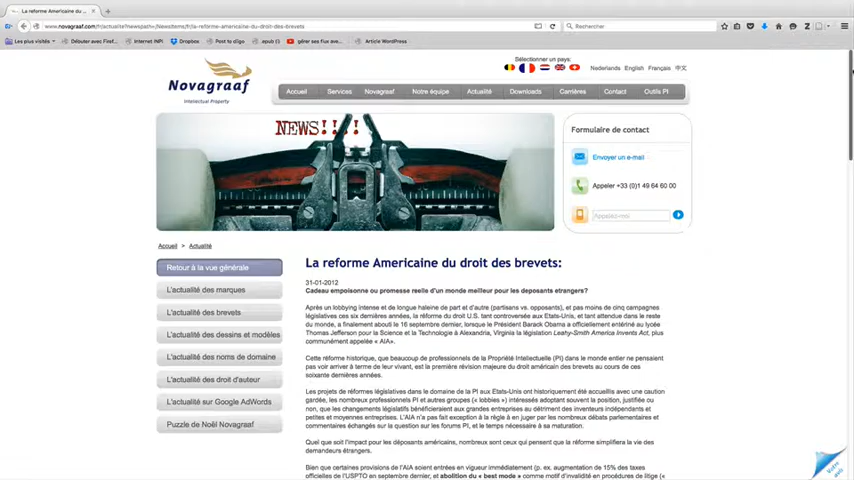 La reforme Americaine du ...
www.novagraaf.com/fr/actualite?newspath=/NewsItems/fr/la-reforme-americaine-du-droit-des-brevets
Rechercher
Les plus visités
Débuter avec Firef...
Internet INPI
Dropbox
Post to diigo
.epub (i)
gérer ses flux ave...
Article WordPress
Novagraaf
Intellectual Property
Sélectionner un pays:
Nederlands English Français 中文
Accueil Services Novagraaf Notre équipe Actualité Downloads Carrières Contact Outils PI
NEWS!!!!
Formulaire de contact
Envoyer un e-mail
Appeler +33 (0)1 49 64 60 00
Appelez-moi
Accueil > Actualité
Retour à la vue générale
L'actualité des marques
L'actualité des brevets
L'actualité des dessins et modèles
L'actualité des noms de domaine
L'actualité des droit d'auteur
L'actualité sur Google AdWords
Puzzle de Noël Novagraaf
La reforme Americaine du droit des brevets:
31-01-2012
Cadeau empoisonne ou promesse reelle d'un monde meilleur pour les deposants etrangers?
Après un lobbying intense et de longue haleine de part et d'autre (partisans vs. opposants), et pas moins de cinq campagnes
législatives ces six dernières années, la réforme du droit U.S. tant controversée aux Etats-Unis, et tant attendue dans le reste
du monde, a finalement abouti le 16 septembre dernier, lorsque le Président Barack Obama a officiellement entériné au lycée
Thomas Jefferson pour la Science et la Technologie à Alexandria, Virginia la législation Leahy-Smith America Invents Act, plus
communément appelée « AIA».
Cette réforme historique, que beaucoup de professionnels de la Propriété Intellectuelle (PI) dans le monde entier ne pensaient
pas voir arriver à terme de leur vivant, est la première révision majeure du droit américain des brevets au cours de ces
soixante dernières années.
Les projets de réformes législatives dans le domaine de la PI aux Etats-Unis ont historiquement été accueillis avec une caution
gardée, les nombreux professionnels PI et autres groupes (« lobbies ») intéressés adoptant souvent la position, justifiée ou
non, que les changements législatifs bénéficieraient aux grandes entreprises au détriment des inventeurs indépendants et
petites et moyennes entreprises. L'AIA n'a pas fait exception à la règle à en juger par les nombreux débats parlementaires et
commentaires échangés sur la question sur les forums PI, et le temps nécessaire à sa maturation.
Quel que soit l'impact pour les déposants américains, nombreux sont ceux qui pensent que la réforme simplifiera la vie des
demandeurs étrangers.
Bien que certaines provisions de l'AIA soient entrées en vigueur immédiatement (p. ex. augmentation de 15% des taxes
officielles de l'USPTO en septembre dernier, et abolition du « best mode » comme motif d'invalidité en procédures de litige («
Votre avis